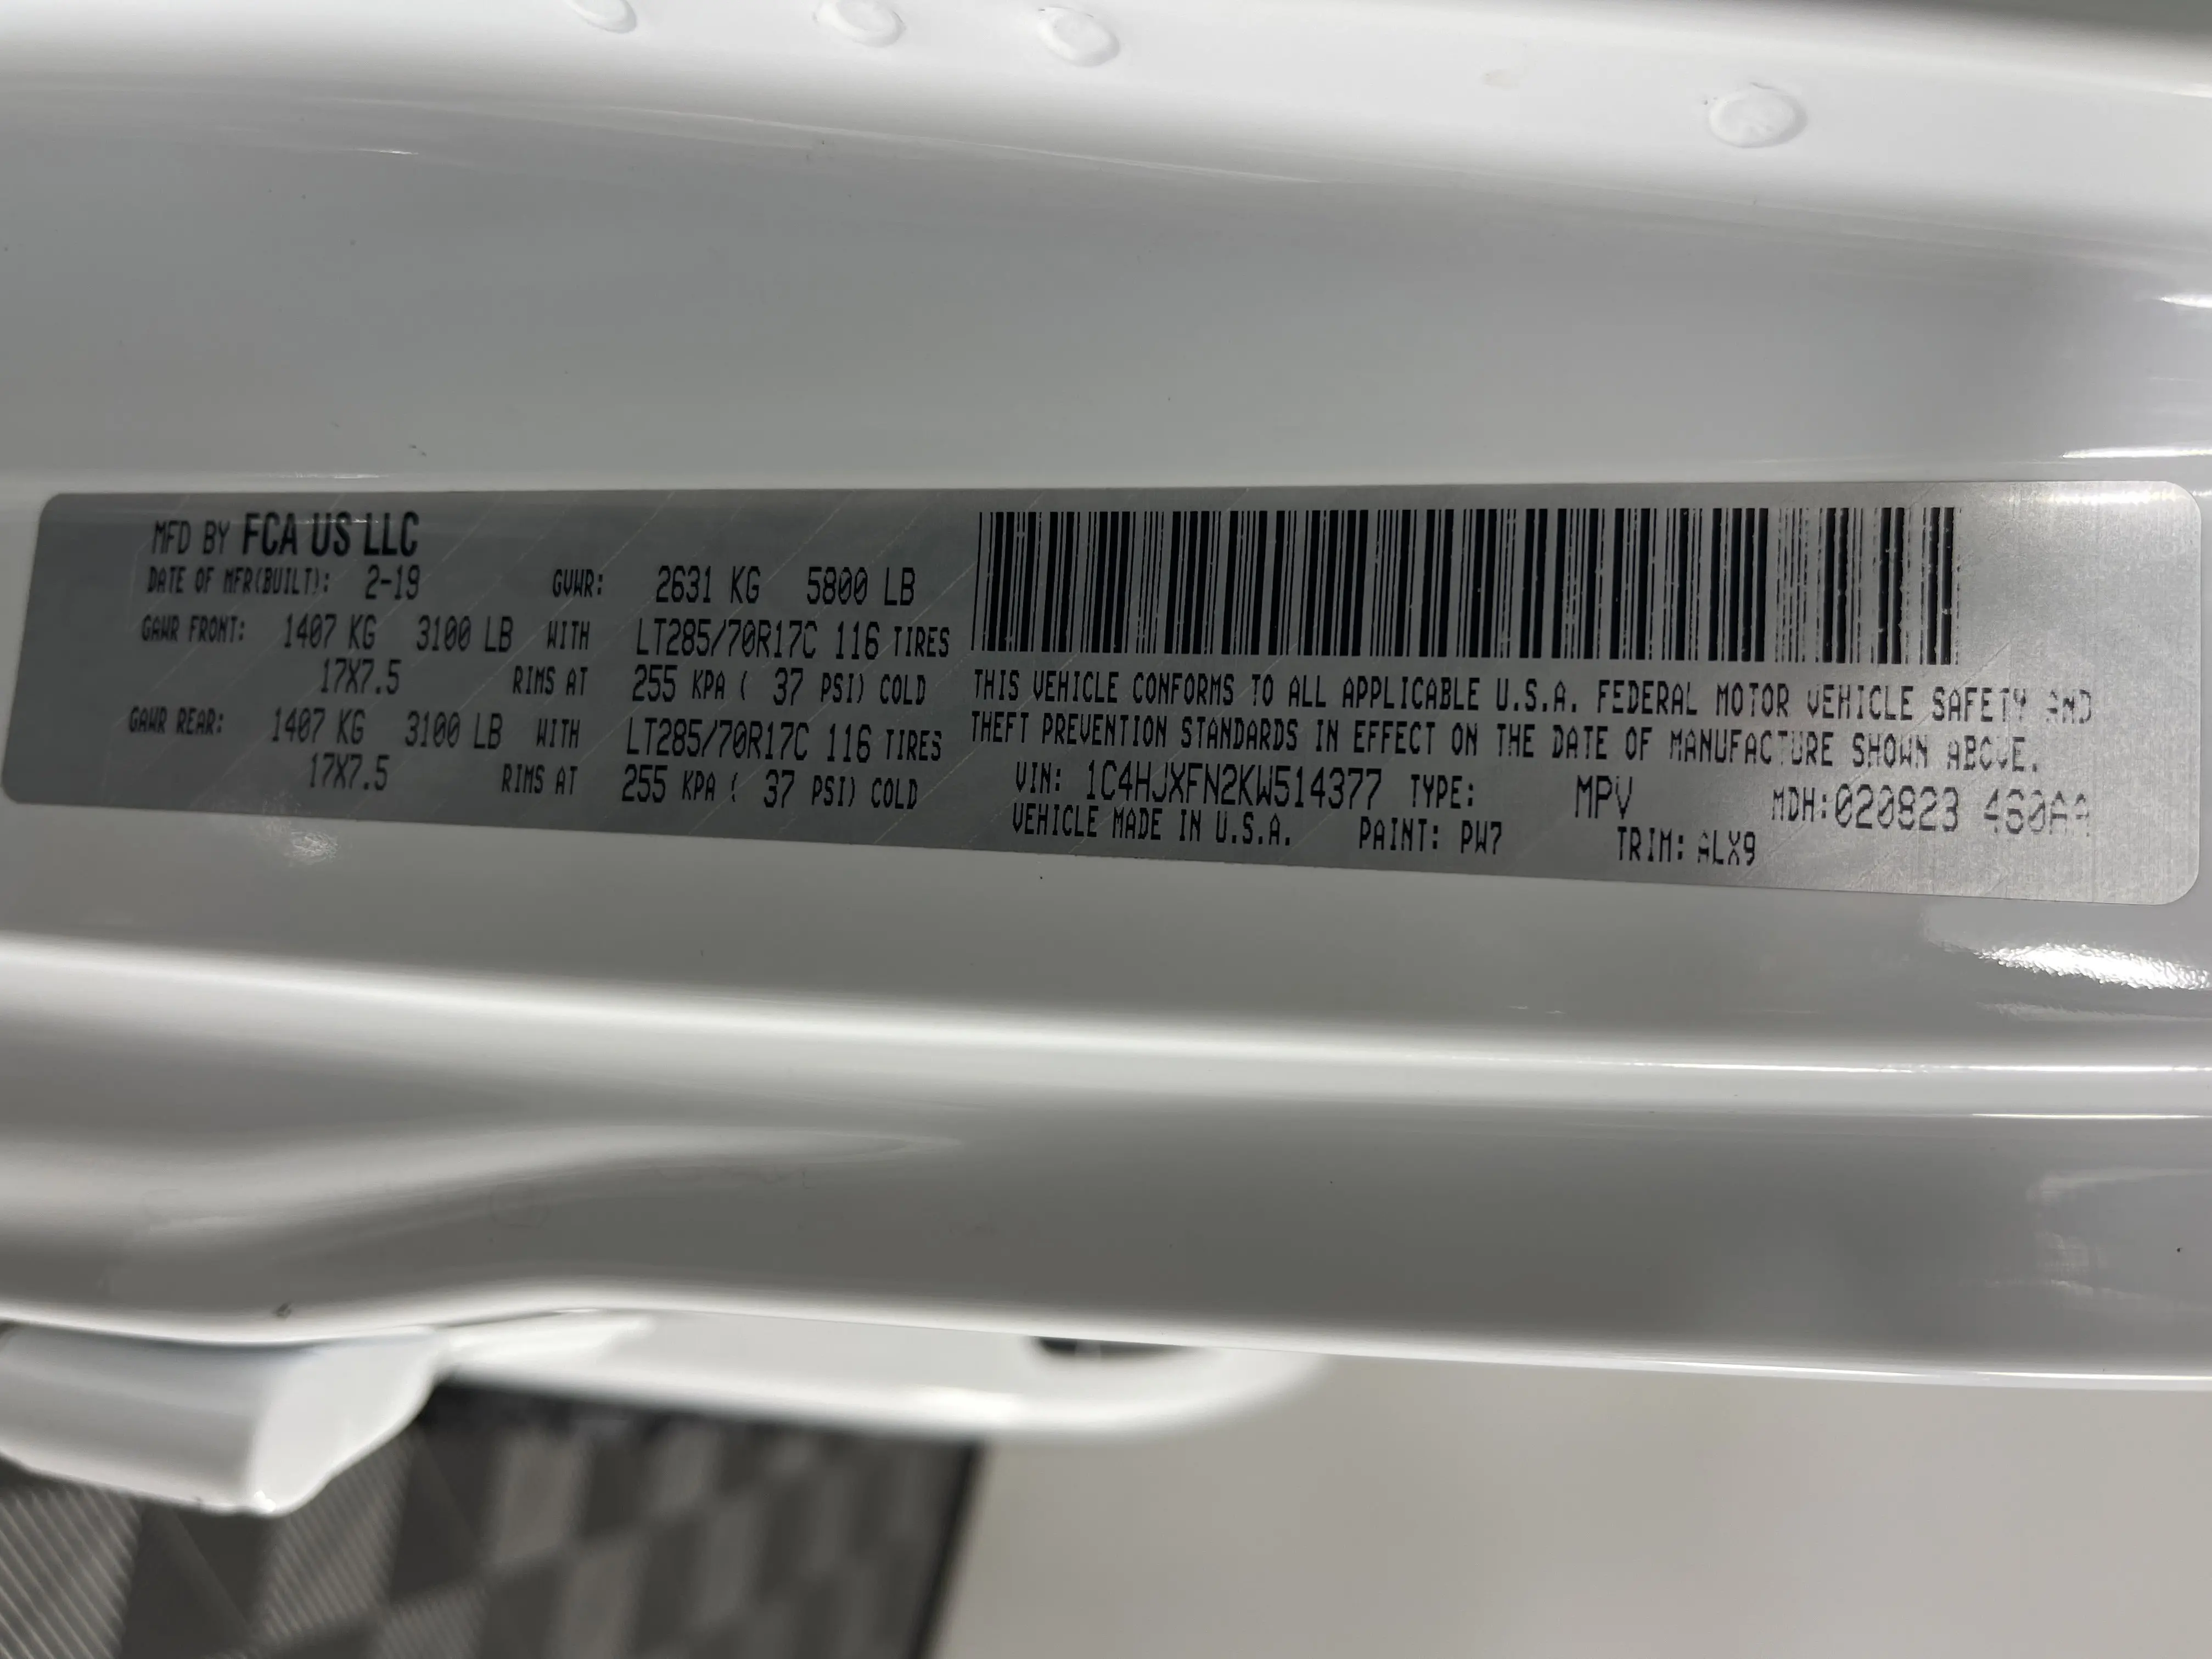 MFD BY FCA US LLC
DATE OF MFR(BUILT): 2-19 GVWR: 2631 KG 5800 LB
GAWR FRONT: 1407 KG 3100 LB WITH LT285/70R17C 116 TIRES
17X7.5 RIMS AT 255 KPA ( 37 PSI) COLD
GAWR REAR: 1407 KG 3100 LB WITH LT285/70R17C 116 TIRES
17X7.5 RIMS AT 255 KPA ( 37 PSI) COLD
THIS VEHICLE CONFORMS TO ALL APPLICABLE U.S.A. FEDERAL MOTOR VEHICLE SAFETY AND
THEFT PREVENTION STANDARDS IN EFFECT ON THE DATE OF MANUFACTURE SHOWN ABOVE.
VIN: 1C4HJXFN2KW514377 TYPE: MPV MDH:020823
VEHICLE MADE IN U.S.A. PAINT: PW7 TRIM: ALX9